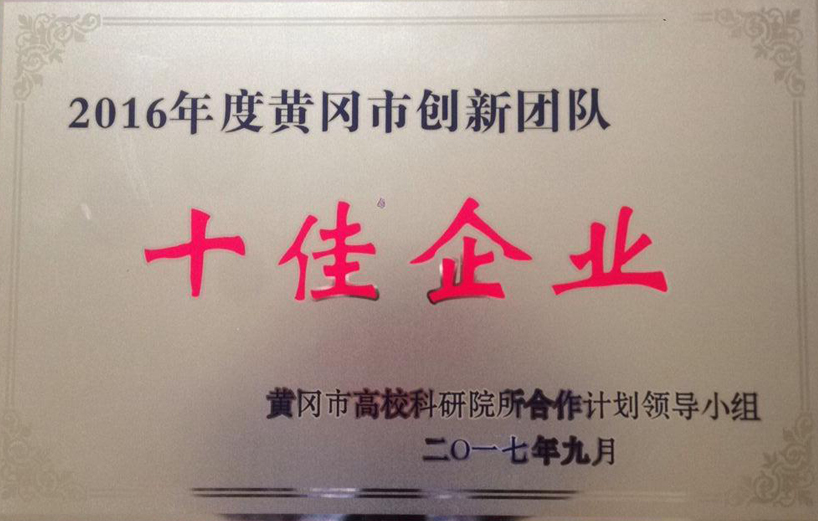 2016年度黄冈市创新团队
十佳企业
黄冈市高校科研院所合作计划领导小组
二〇一七年九月